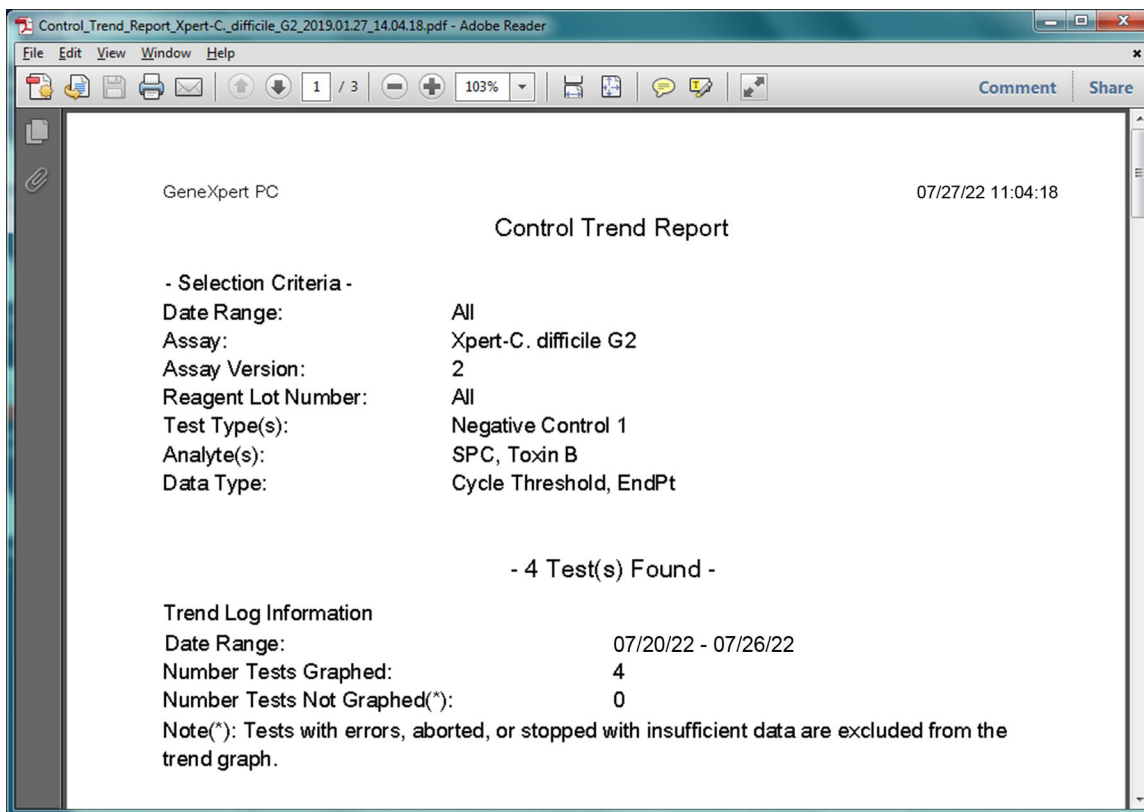 Control_Trend_Report_Xpert-C._difficile_G2_2019.01.27_14.04.18.pdf - Adobe Reader
File Edit View Window Help
1 / 3 103% Comment Share
GeneXpert PC 07/27/22 11:04:18
Control Trend Report
- Selection Criteria -
Date Range: All
Assay: Xpert-C. difficile G2
Assay Version: 2
Reagent Lot Number: All
Test Type(s): Negative Control 1
Analyte(s): SPC, Toxin B
Data Type: Cycle Threshold, EndPt
- 4 Test(s) Found -
Trend Log Information
Date Range: 07/20/22 - 07/26/22
Number Tests Graphed: 4
Number Tests Not Graphed(*): 0
Note(*): Tests with errors, aborted, or stopped with insufficient data are excluded from the
trend graph.